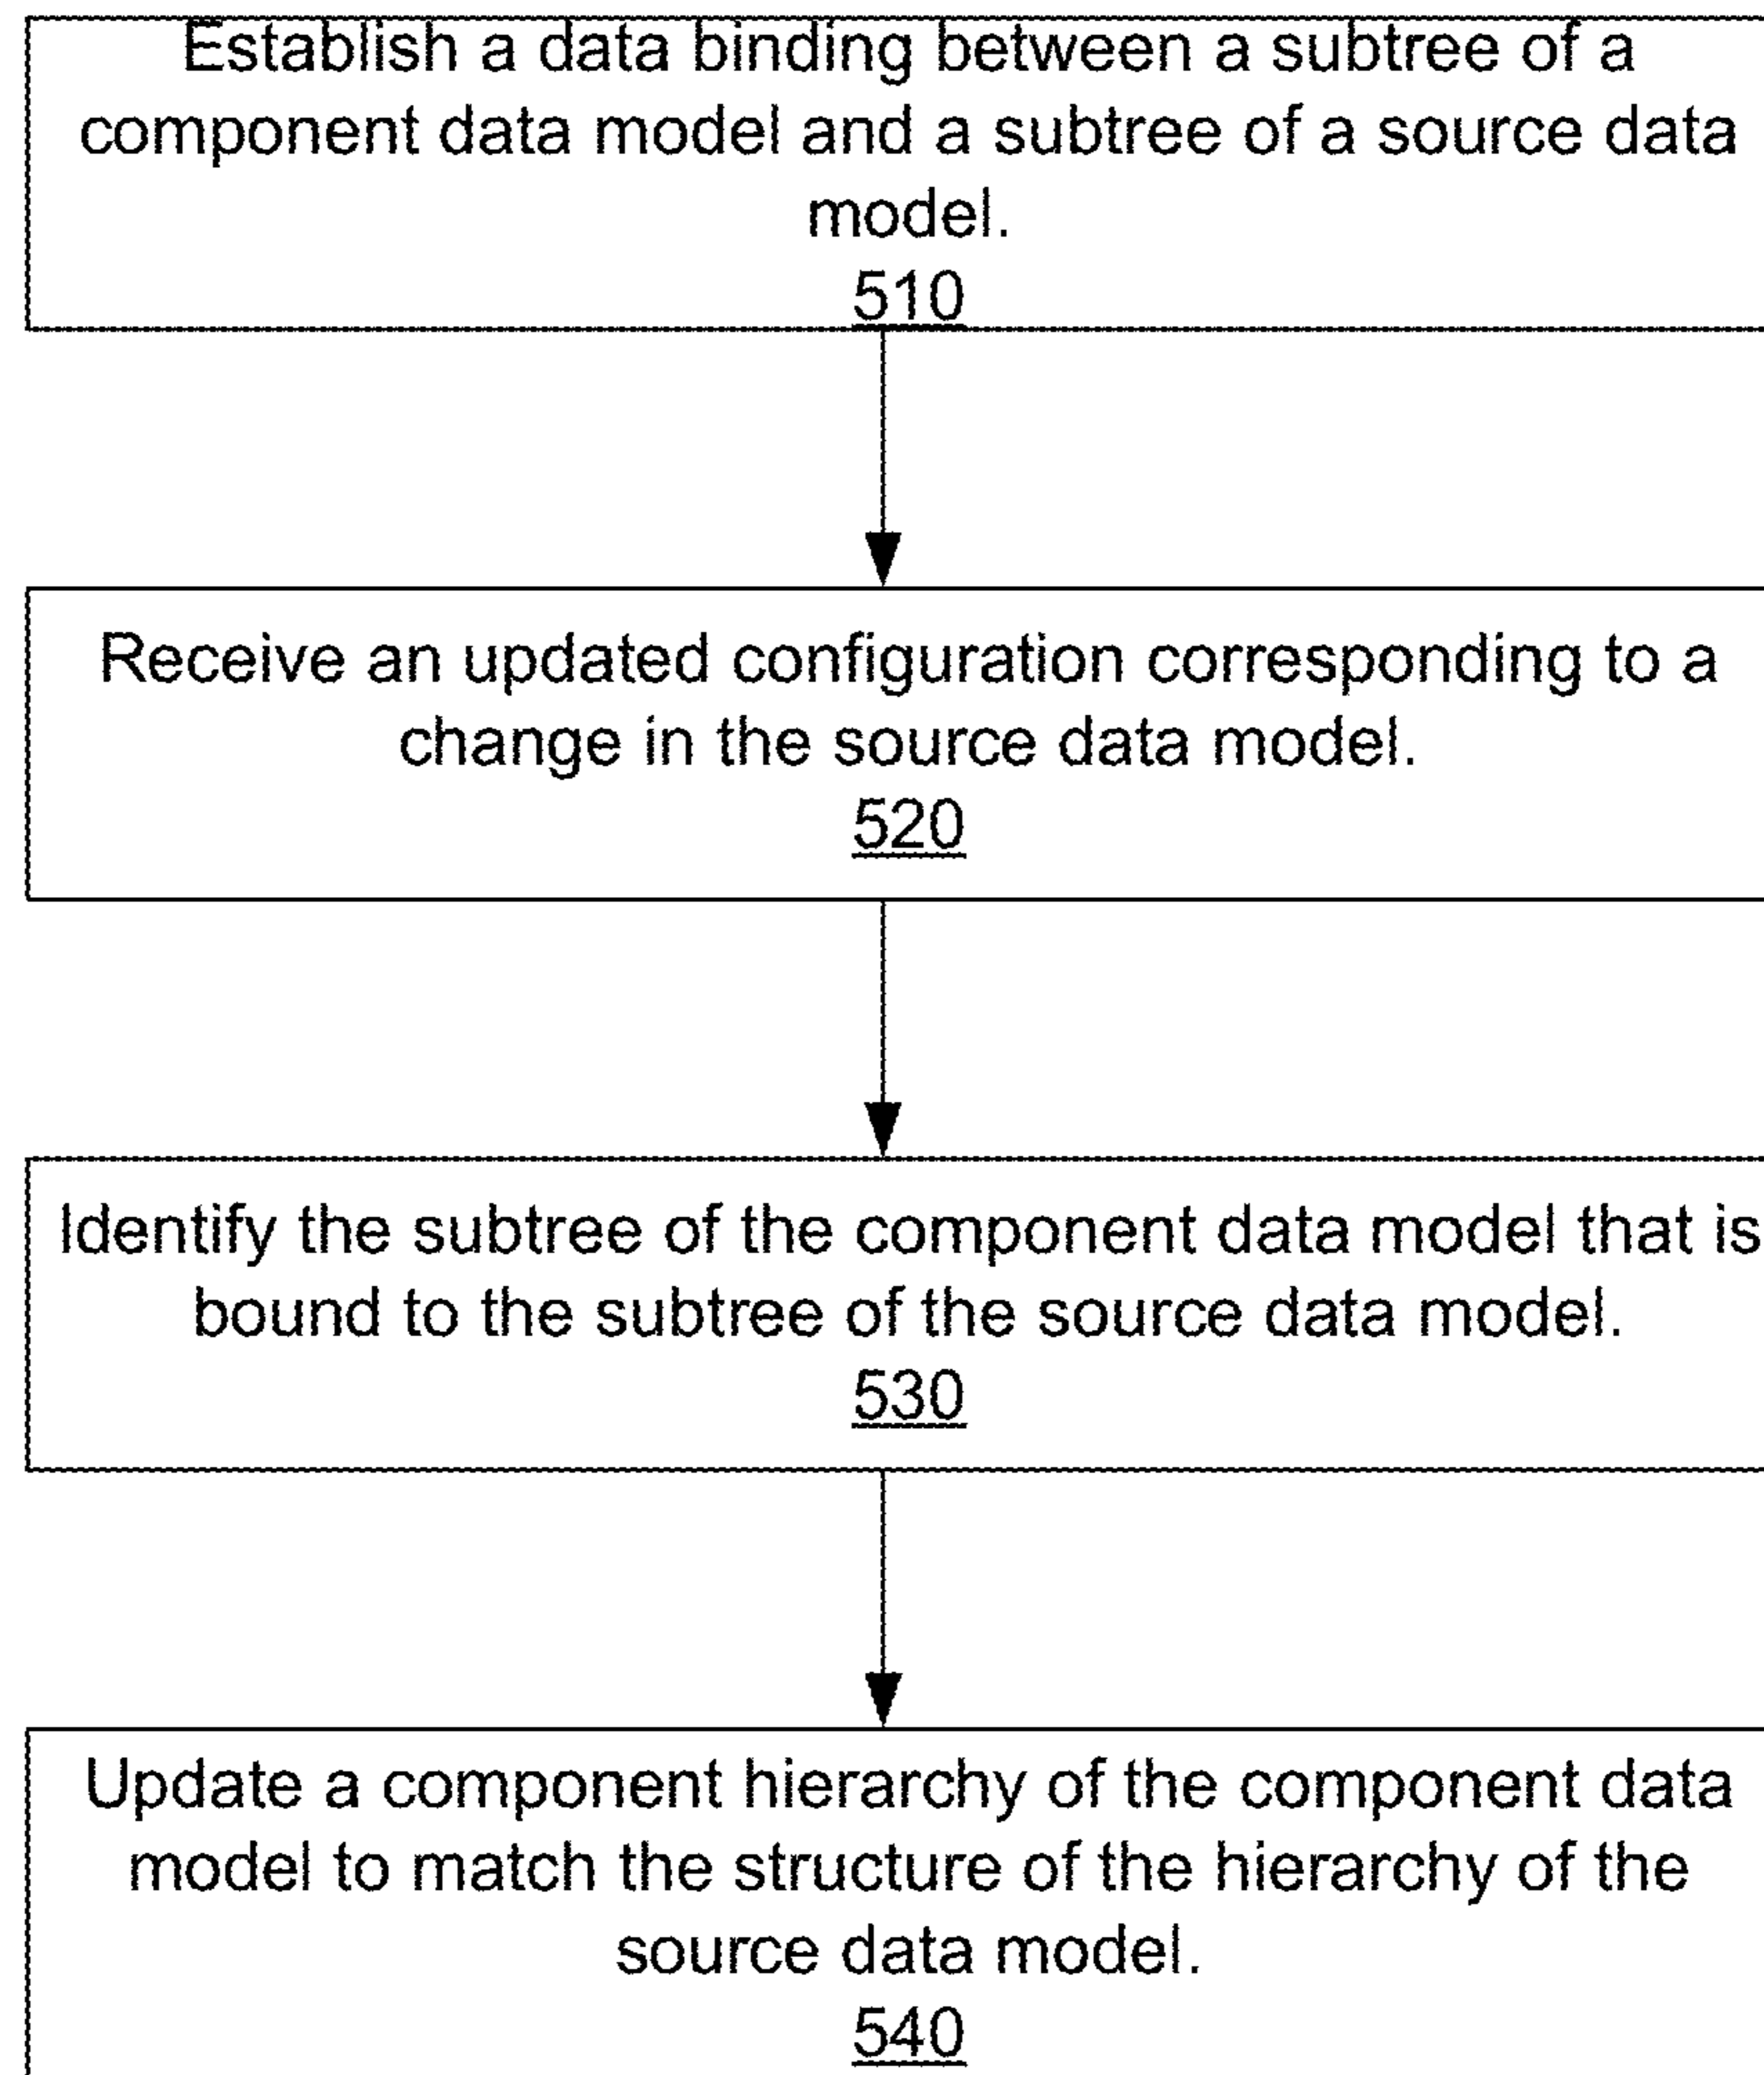 Establish a data binding between a subtree of a
component data model and a subtree of a source data
model.
510
Receive an updated configuration corresponding to a
change in the source data model.
520
Identify the subtree of the component data model that is
bound to the subtree of the source data model.
530
Update a component hierarchy of the component data
model to match the structure of the hierarchy of the
source data model.
540